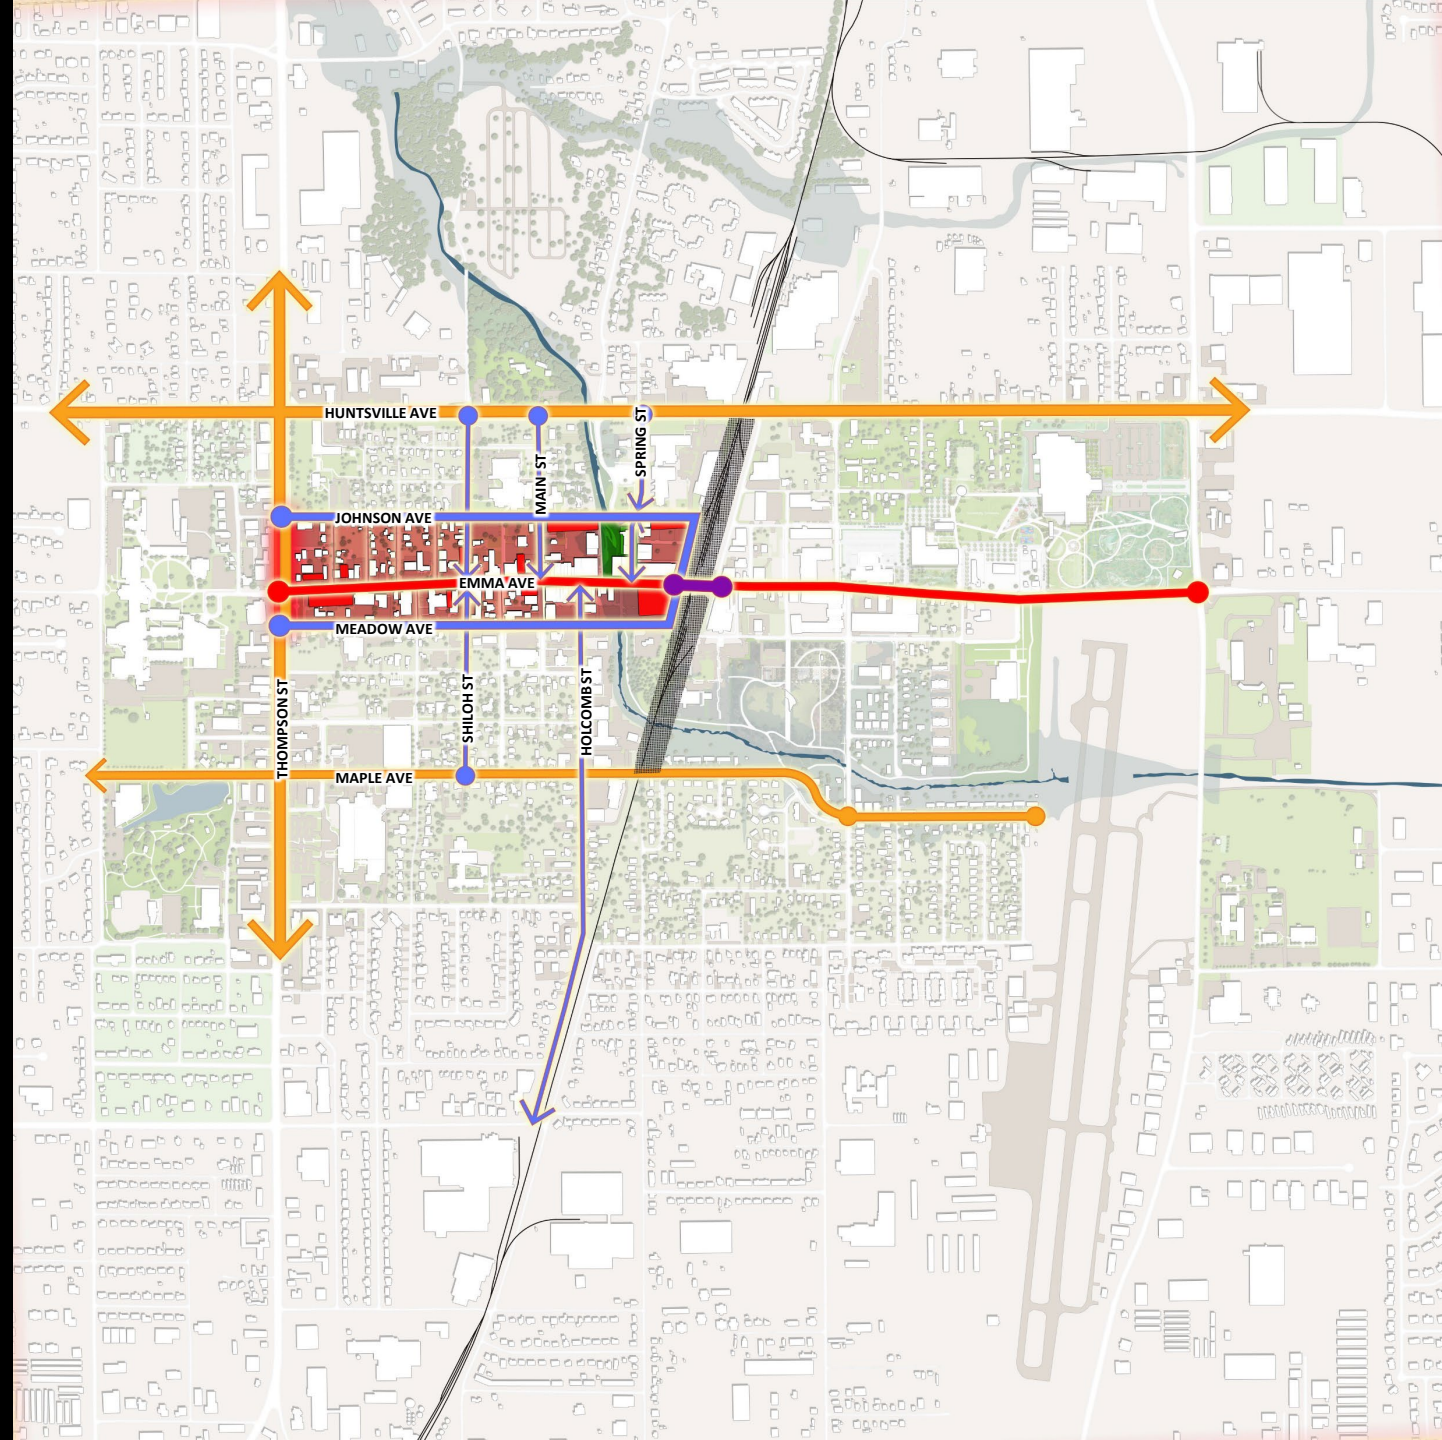 HUNTSVILLE AVE
SPRING ST
MAIN ST
JOHNSON AVE
EMMA AVE
MEADOW AVE
THOMPSON ST
SHILOH ST
HOLCOMB ST
MAPLE AVE